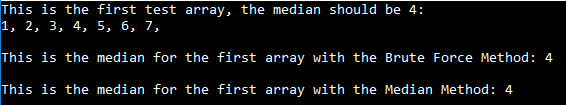 This is the first test array, the median should be 4:
1, 2, 3, 4, 5, 6, 7,
This is the median for the first array with the Brute Force Method: 4
This is the median for the first array with the Median Method: 4